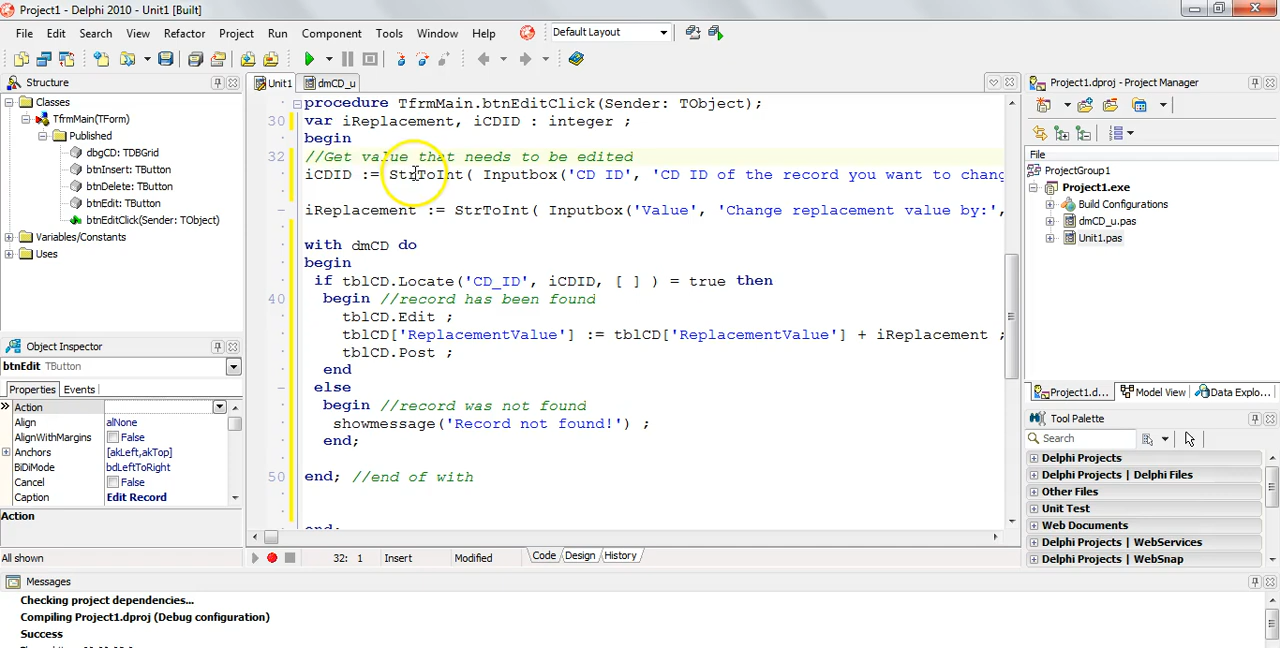 Project1 - Delphi 2010 - Unit1 [Built]
File Edit Search View Refactor Project Run Component Tools Window Help Default Layout
Structure
Classes
TfrmMain(TForm)
Published
dbgCD: TDBGrid
btnInsert: TButton
btnDelete: TButton
btnEdit: TButton
btnEditClick(Sender: TObject)
Variables/Constants
Uses
Object Inspector
btnEdit TButton
Properties Events
Action
Align alNone
AlignWithMargins False
Anchors [akLeft,akTop]
BiDiMode bdLeftToRight
Cancel False
Caption Edit Record
Action
All shown
Unit1 dmCD_u
procedure TfrmMain.btnEditClick(Sender: TObject);
30 var iReplacement, iCDID : integer ;
begin
32 //Get value that needs to be edited
iCDID := StrToInt( Inputbox('CD ID', 'CD ID of the record you want to chang
iReplacement := StrToInt( Inputbox('Value', 'Change replacement value by:',
with dmCD do
begin
if tblCD.Locate('CD_ID', iCDID, [ ] ) = true then
40 begin //record has been found
tblCD.Edit ;
tblCD['ReplacementValue'] := tblCD['ReplacementValue'] + iReplacement ;
tblCD.Post ;
end
else
begin //record was not found
showmessage('Record not found!') ;
end;
50 end; //end of with
end;
32: 1 Insert Modified Code Design History
Project1.dproj - Project Manager
File
ProjectGroup1
Project1.exe
Build Configurations
dmCD_u.pas
Unit1.pas
Project1.d... Model View Data Explo...
Tool Palette
Search
Delphi Projects
Delphi Projects | Delphi Files
Other Files
Unit Test
Web Documents
Delphi Projects | WebServices
Delphi Projects | WebSnap
Messages
Checking project dependencies...
Compiling Project1.dproj (Debug configuration)
Success